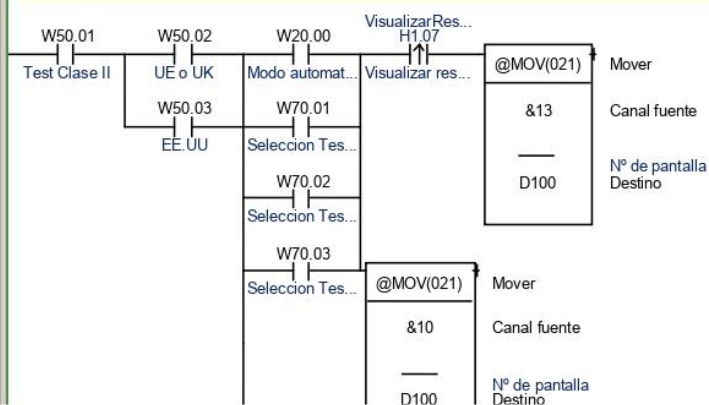 VisualizarRes...
W50.01 W50.02 W20.00 H1.07
Test Clase II UE o UK Modo automat... Visualizar res... @MOV(021) Mover
W50.03 W70.01 &13 Canal fuente
EE.UU Selección Tes...
W70.02 D100 Nº de pantalla
Destino
Seleccion Tes...
W70.03
Seleccion Tes... @MOV(021) Mover
&10 Canal fuente
D100 Nº de pantalla
Destino